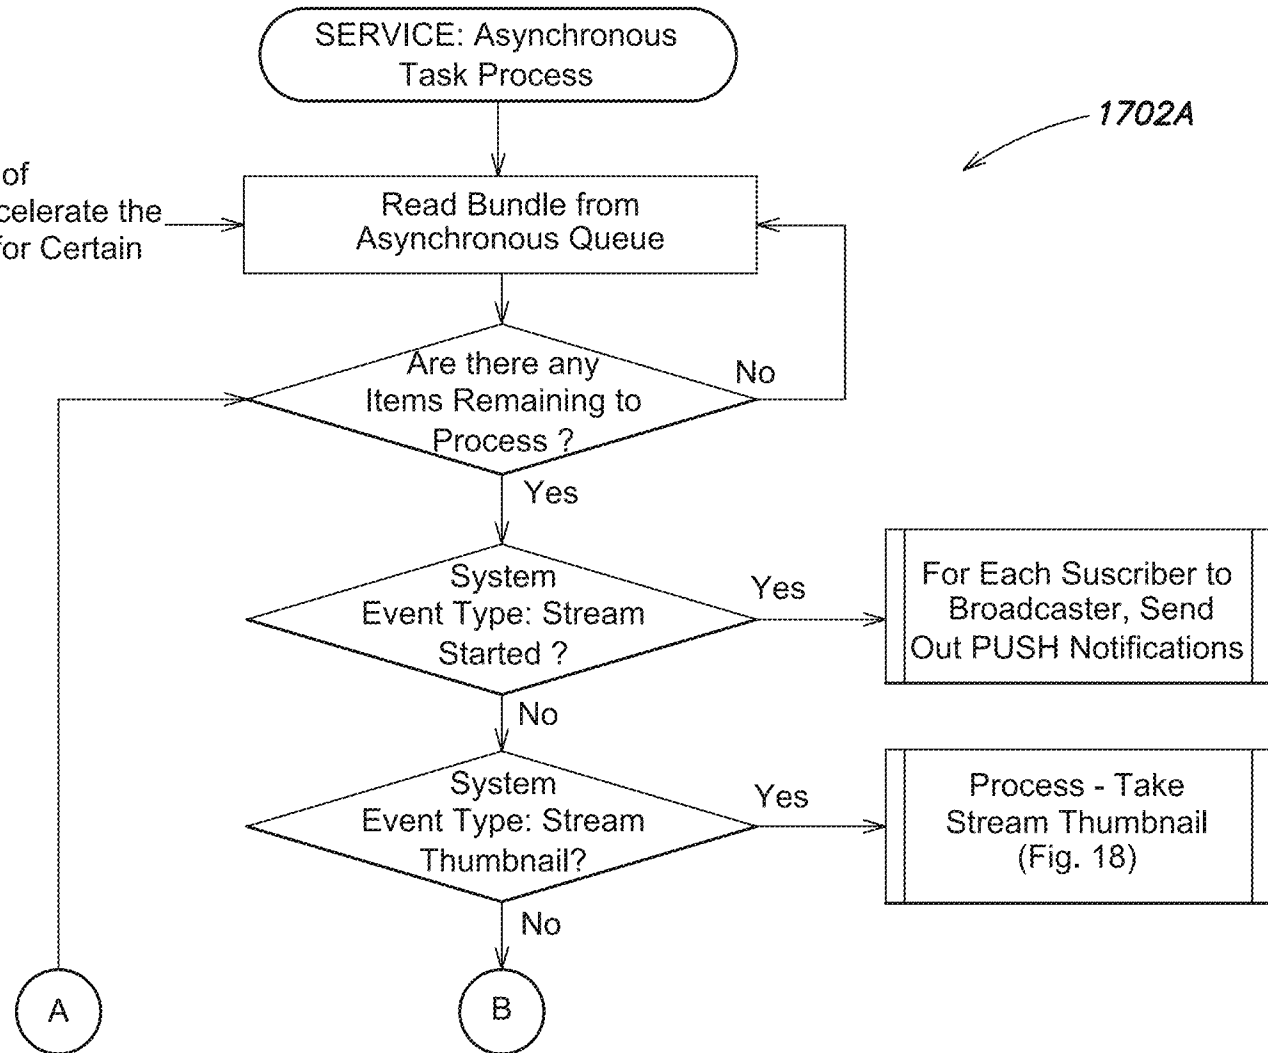 SERVICE: Asynchronous
Task Process
1702A
of
celerate the
for Certain
Read Bundle from
Asynchronous Queue
Are there any
Items Remaining to
Process ?
No
Yes
System
Event Type: Stream
Started ?
Yes
For Each Suscriber to
Broadcaster, Send
Out PUSH Notifications
No
System
Event Type: Stream
Thumbnail?
Yes
Process - Take
Stream Thumbnail
(Fig. 18)
No
A
B